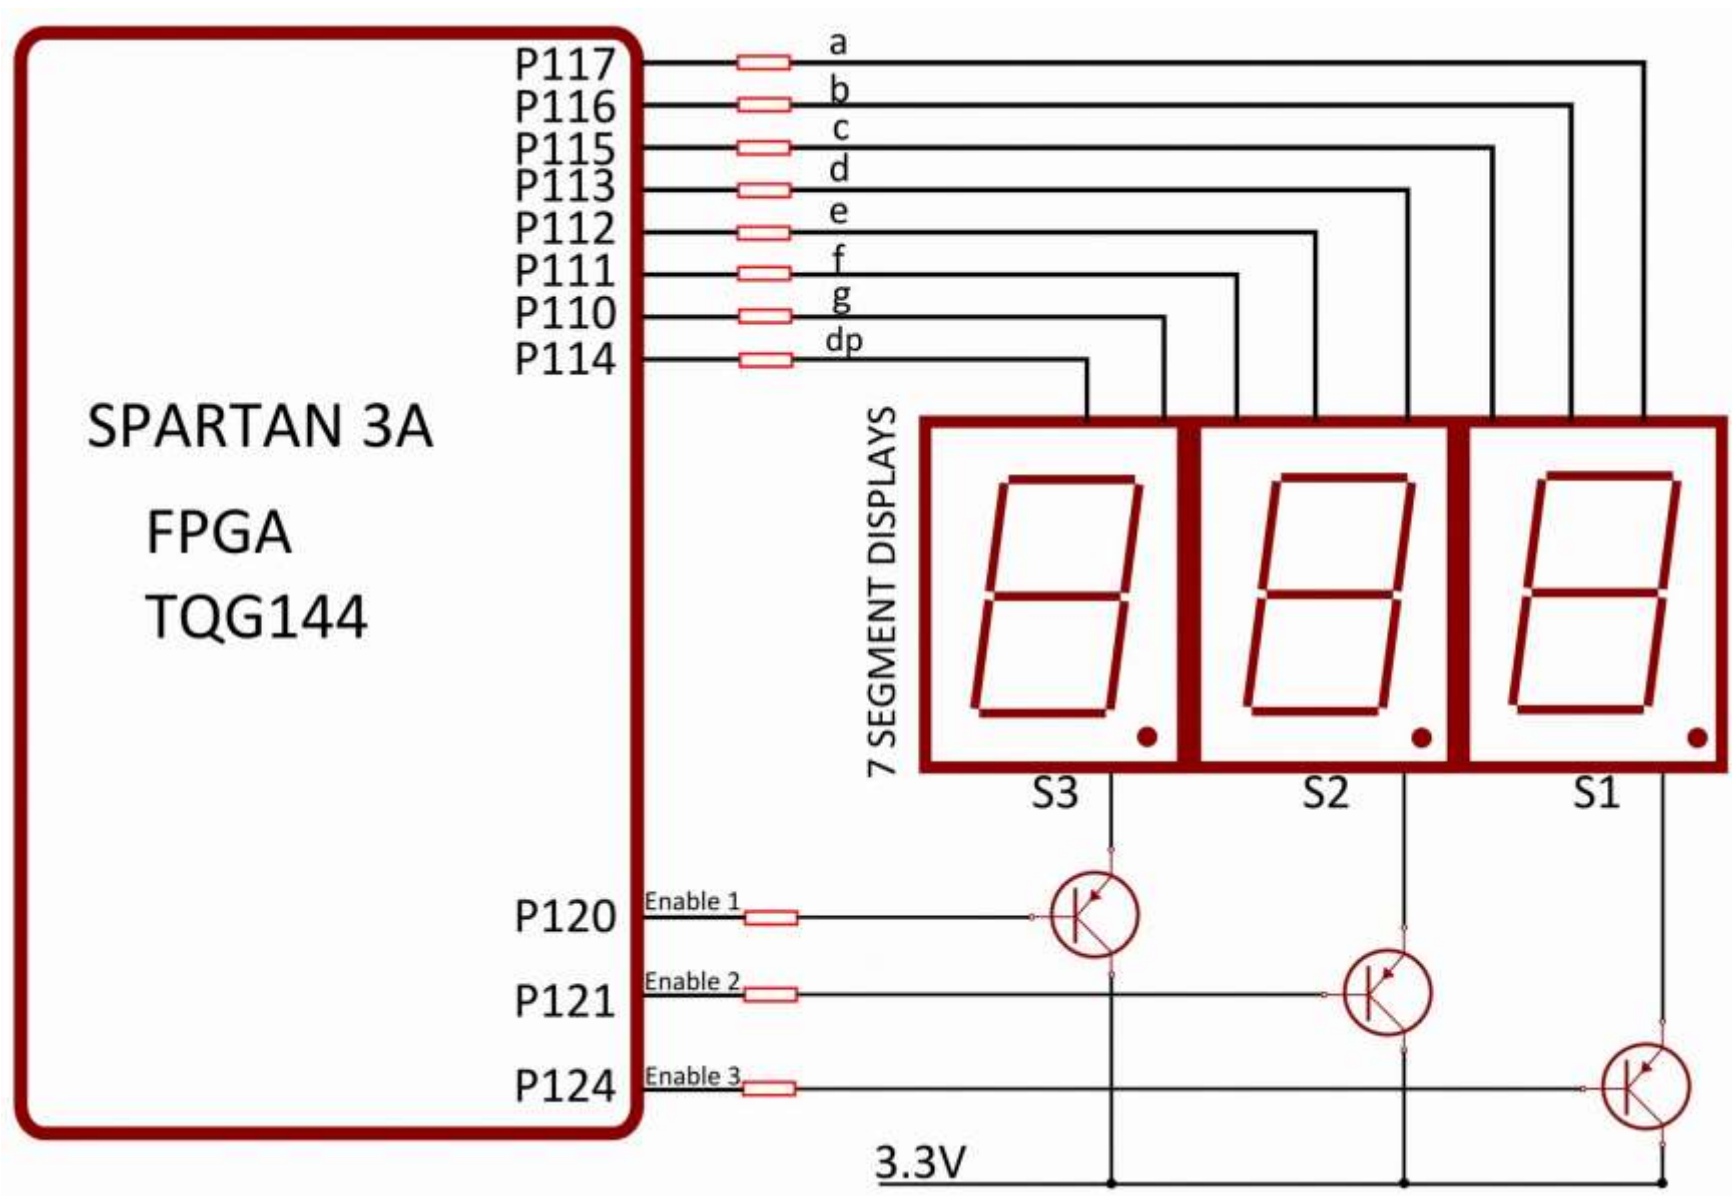 P117
a
P116
b
P115
c
P113
d
P112
e
P111
f
P110
g
P114
dp
SPARTAN 3A
FPGA
TQG144
7 SEGMENT DISPLAYS
S3
S2
S1
P120
Enable 1
P121
Enable 2
P124
Enable 3
3.3V